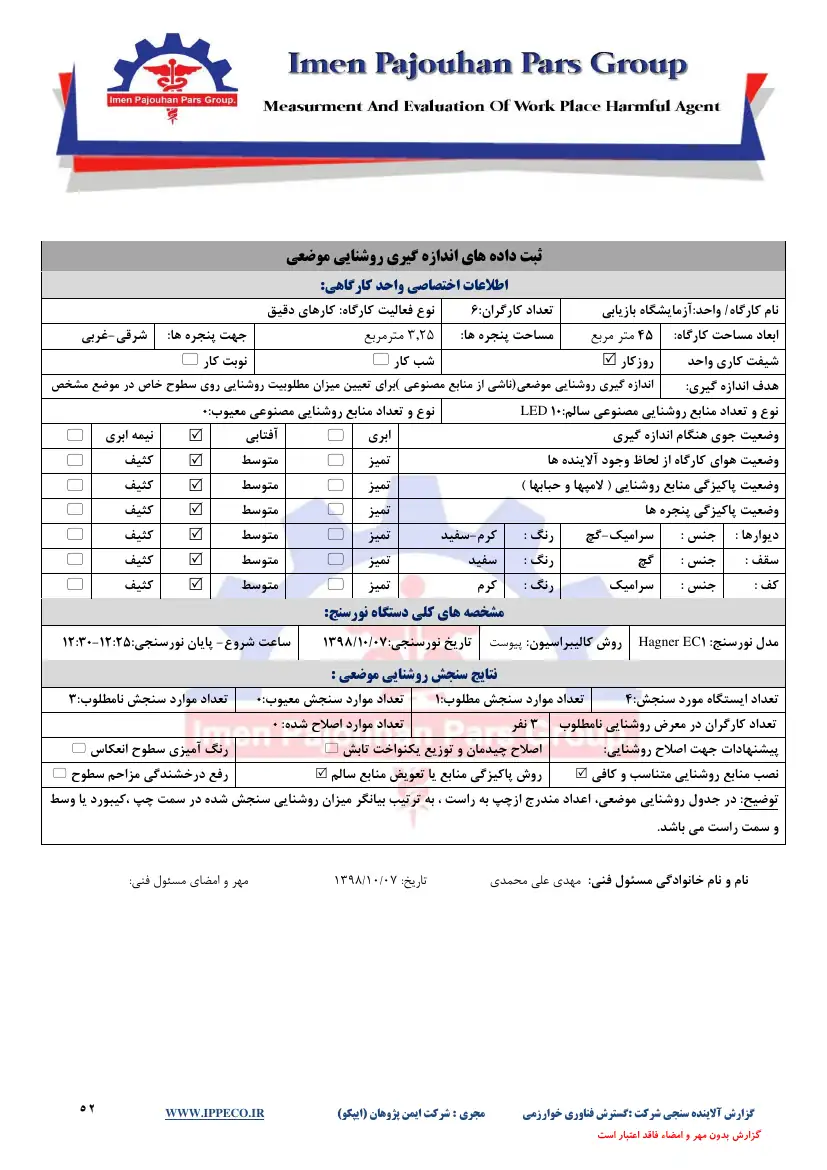 Imen Pajouhan Pars Group
Imen Pajouhan Pars Group.
Measurment And Evaluation Of Work Place Harmful Agent
ثبت داده های اندازه گیری روشنایی موضعی
اطلاعات اختصاصی واحد کارگاهی:
نام کارگاه/ واحد:آزمایشگاه بازیابی تعداد کارگران:۶ نوع فعالیت کارگاه: کارهای دقیق
ابعاد مساحت کارگاه: ۴۵ متر مربع مساحت پنجره ها: ۳,۲۵ مترمربع جهت پنجره ها: شرقی-غربی
شیفت کاری واحد روزکار ☑ شب کار ☐ نوبت کار ☐
هدف اندازه گیری: اندازه گیری روشنایی موضعی(ناشی از منابع مصنوعی )برای تعیین میزان مطلوبیت روشنایی روی سطوح خاص در موضع مشخص
نوع و تعداد منابع روشنایی مصنوعی سالم:۱۰ LED نوع و تعداد منابع روشنایی مصنوعی معیوب:۰
وضعیت جوی هنگام اندازه گیری ابری ☐ آفتابی ☑ نیمه ابری ☐
وضعیت هوای کارگاه از لحاظ وجود آلاینده ها تمیز ☐ متوسط ☑ کثیف ☐
وضعیت پاکیزگی منابع روشنایی ( لامپها و حبابها ) تمیز ☐ متوسط ☑ کثیف ☐
وضعیت پاکیزگی پنجره ها تمیز ☐ متوسط ☑ کثیف ☐
دیوارها : جنس : سرامیک-گچ رنگ : کرم-سفید تمیز ☐ متوسط ☑ کثیف ☐
سقف : جنس : گچ رنگ : سفید تمیز ☐ متوسط ☑ کثیف ☐
کف : جنس : سرامیک رنگ : کرم تمیز ☐ متوسط ☑ کثیف ☐
مشخصه های کلی دستگاه نورسنج:
مدل نورسنج: Hagner EC۱ روش کالیبراسیون: پیوست تاریخ نورسنجی:۱۳۹۸/۱۰/۰۷ ساعت شروع- پایان نورسنجی:۱۲:۲۵-۱۲:۳۰
نتایج سنجش روشنایی موضعی :
تعداد ایستگاه مورد سنجش:۴ تعداد موارد سنجش مطلوب:۱ تعداد موارد سنجش معیوب:۰ تعداد موارد سنجش نامطلوب:۳
تعداد کارگران در معرض روشنایی نامطلوب ۳ نفر تعداد موارد اصلاح شده: ۰
پیشنهادات جهت اصلاح روشنایی: اصلاح چیدمان و توزیع یکنواخت تابش ☐ رنگ آمیزی سطوح انعکاس ☐
نصب منابع روشنایی متناسب و کافی ☑ روش پاکیزگی منابع یا تعویض منابع سالم ☑ رفع درخشندگی مزاحم سطوح ☐
توضیح: در جدول روشنایی موضعی، اعداد مندرج ازچپ به راست ، به ترتیب بیانگر میزان روشنایی سنجش شده در سمت چپ ،کیبورد یا وسط
و سمت راست می باشد.
Imen Pajouhan Pars Group.
نام و نام خانوادگی مسئول فنی: مهدی علی محمدی تاریخ: ۱۳۹۸/۱۰/۰۷ مهر و امضای مسئول فنی:
گزارش آلاینده سنجی شرکت :گسترش فناوری خوارزمی مجری : شرکت ایمن پژوهان (ایپکو) WWW.IPPECO.IR ۵۲
گزارش بدون مهر و امضاء فاقد اعتبار است